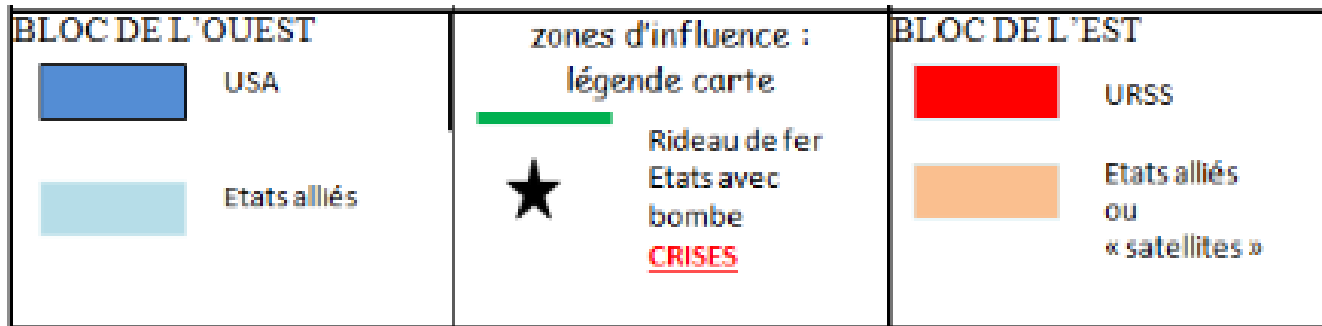 BLOC DE L'OUEST
USA
Etats alliés
zones d'influence :
légende carte
Rideau de fer
Etats avec
bombe
CRISES
BLOC DE L'EST
URSS
Etats alliés
ou
« satellites »